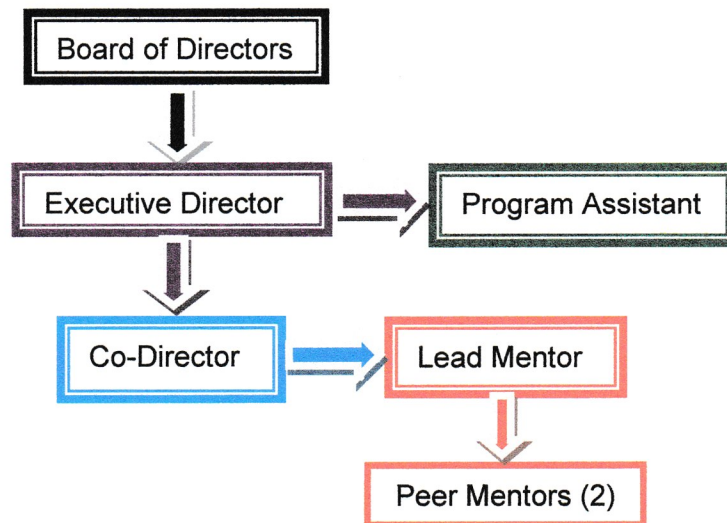 Board of Directors
Executive Director
Program Assistant
Co-Director
Lead Mentor
Peer Mentors (2)